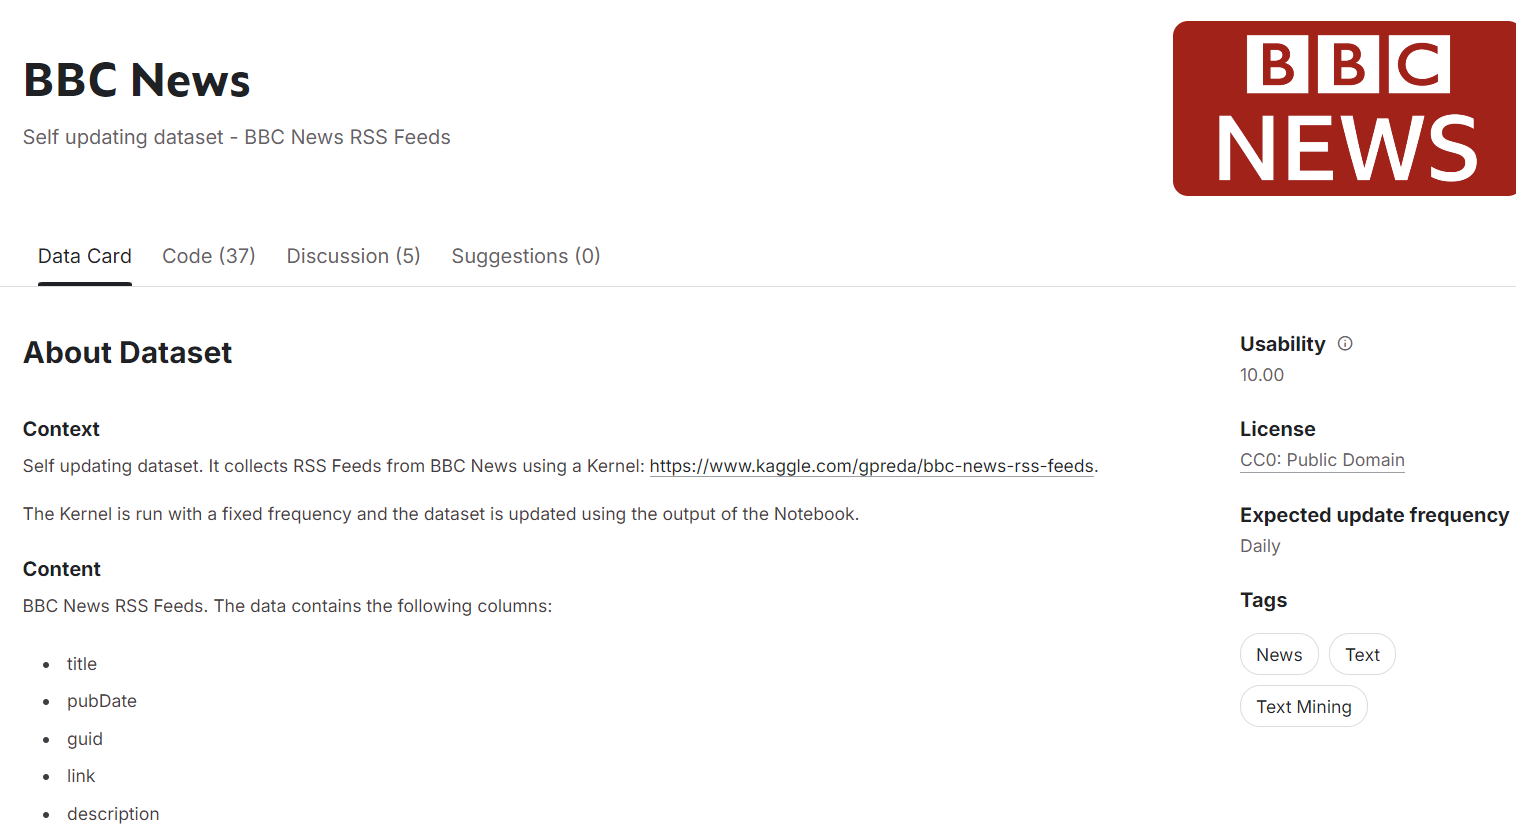 BBC News
Self updating dataset - BBC News RSS Feeds
BBC
NEWS
Data Card Code (37) Discussion (5) Suggestions (0)
About Dataset
Context
Self updating dataset. It collects RSS Feeds from BBC News using a Kernel: https://www.kaggle.com/gpreda/bbc-news-rss-feeds.
The Kernel is run with a fixed frequency and the dataset is updated using the output of the Notebook.
Content
BBC News RSS Feeds. The data contains the following columns:
• title
• pubDate
• guid
• link
• description
Usability
10.00
License
CC0: Public Domain
Expected update frequency
Daily
Tags
News Text
Text Mining